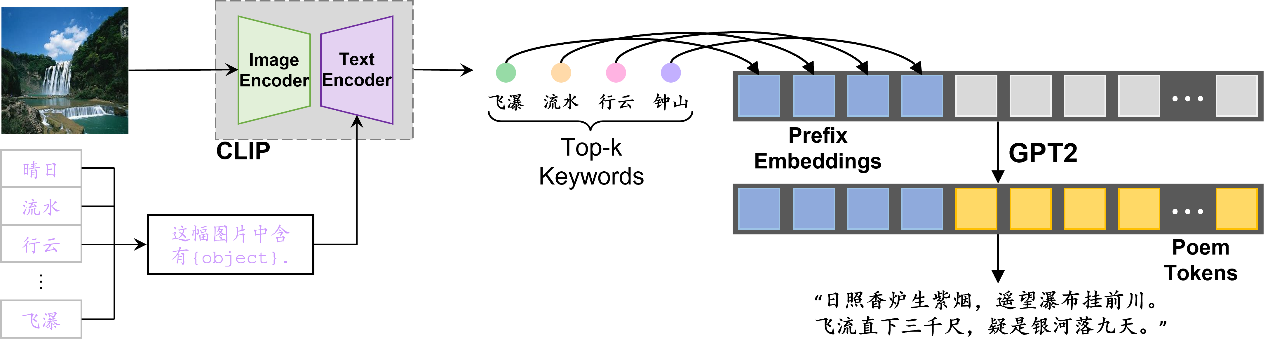 Image
Encoder
Text
Encoder
CLIP
晴日
流水
行云
⋮
飞瀑
这幅图片中含
有{object}.
飞瀑 流水 行云 钟山
Top-k
Keywords
Prefix
Embeddings
GPT2
Poem
Tokens
“日照香炉生紫烟，遥望瀑布挂前川。
飞流直下三千尺，疑是银河落九天。”